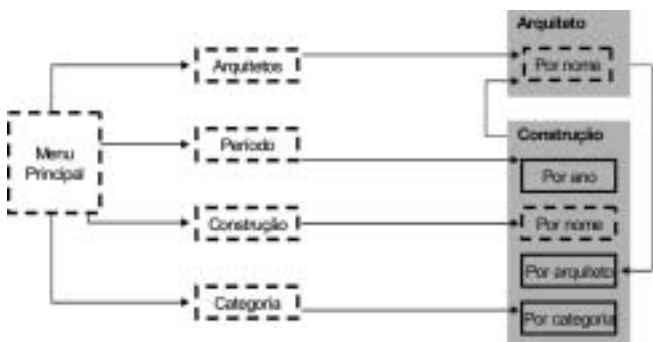 Arquiteto
Arquitetos
Por nome
Menu
Principal
Período
Construção
Por ano
Construção
Por nome
Por arquiteto
Categoria
Por categoria